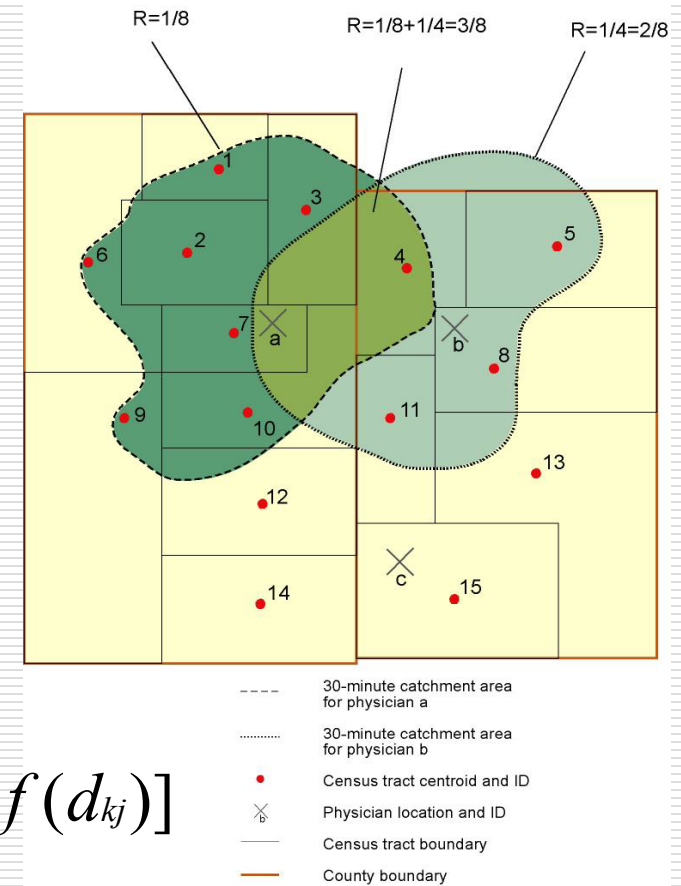 R=1/8
R=1/8+1/4=3/8
R=1/4=2/8
1
3
2
6
4
5
7
a
b
8
9
10
11
12
13
c
14
15
30-minute catchment area
for physician a
30-minute catchment area
for physician b
Census tract centroid and ID
b
Physician location and ID
Census tract boundary
County boundary
f (dkj)]